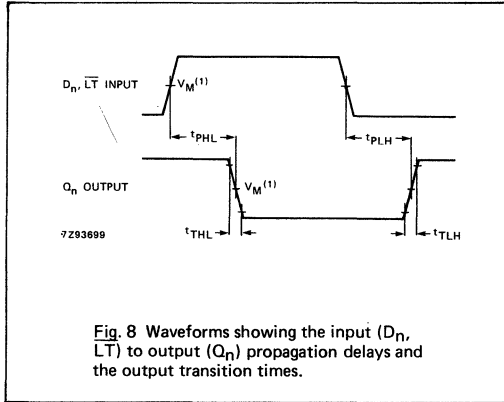 Dn, LT INPUT
VM(1)
tPHL
tPLH
Qn OUTPUT
VM(1)
7Z93699
tTHL
tTLH
Fig. 8 Waveforms showing the input (Dn,
LT) to output (Qn) propagation delays and
the output transition times.